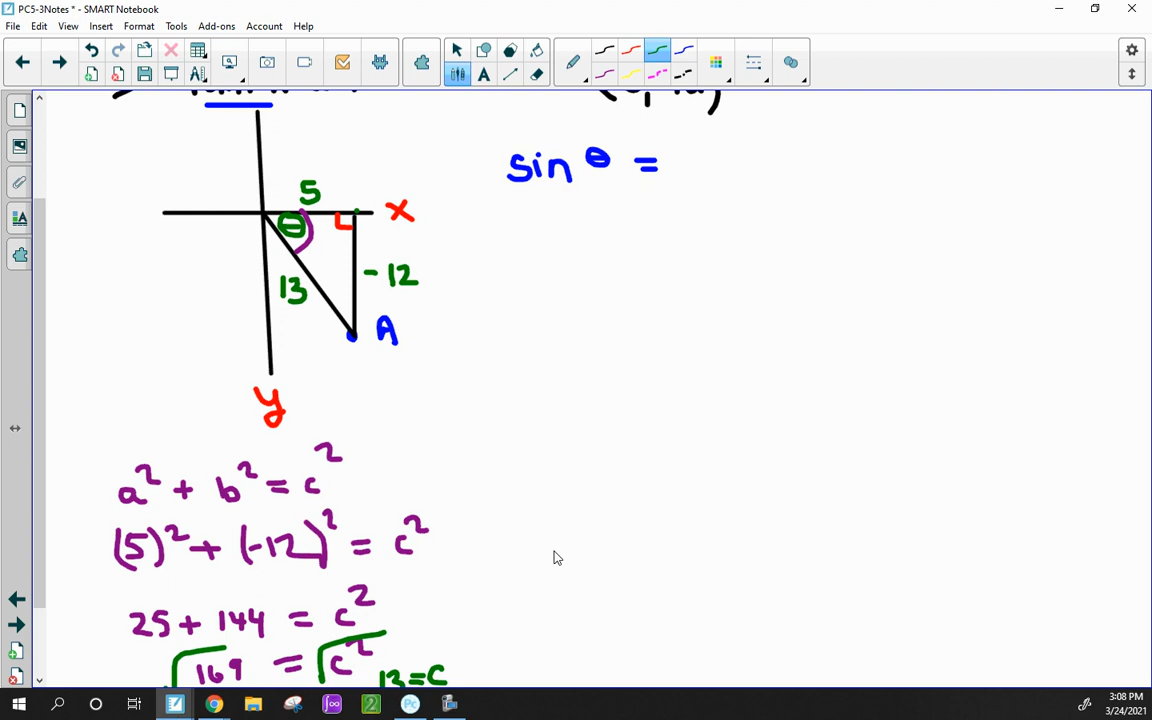 PC5-3Notes * - SMART Notebook
File Edit View Insert Format Tools Add-ons Account Help
sin θ =
5
x
θ
-12
13
A
y
a² + b² = c²
(5)² + (-12)² = c²
25 + 144 = c²
√169 = √c²
13 = c
3:08 PM
3/24/2021